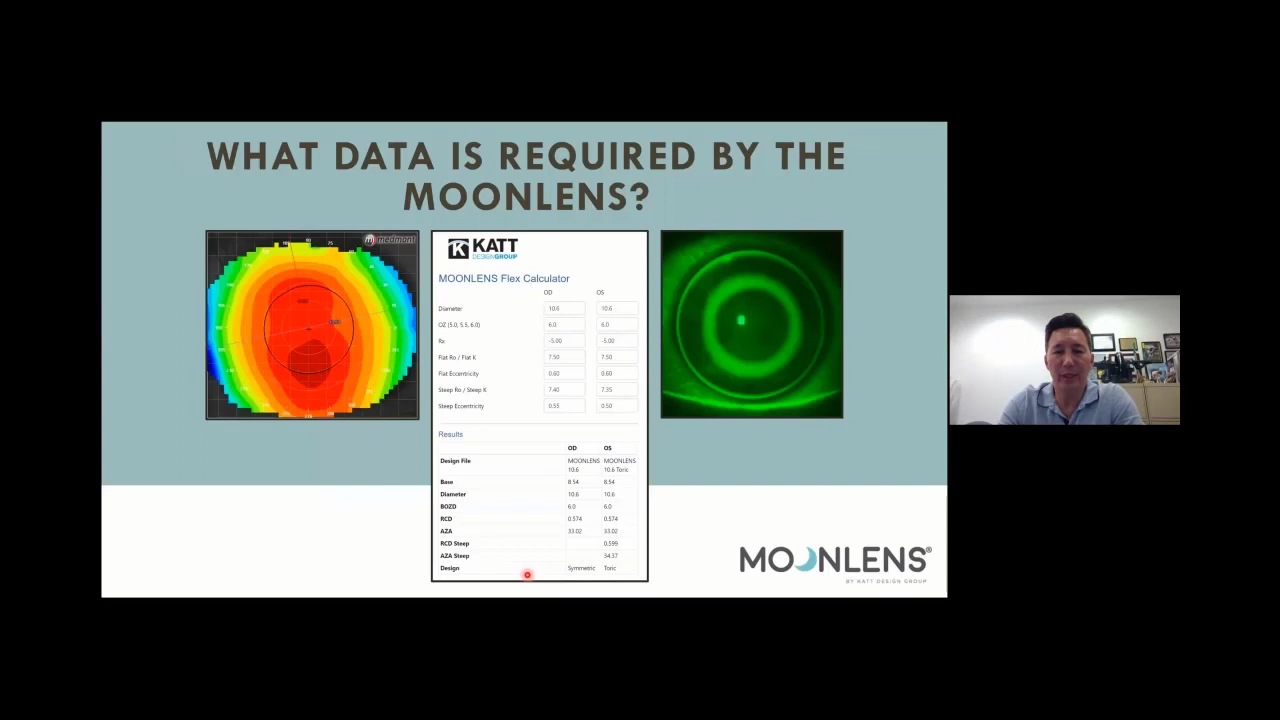 WHAT DATA IS REQUIRED BY THE
MOONLENS?
medmont
KATT
DESIGNGROUP
MOONLENS Flex Calculator
OD OS
Diameter: 10.6 10.6
OZ (5.0, 5.5, 6.0) 6.0 6.0
Rx -5.00 -5.00
Flat Ro / Flat K 7.50 7.50
Flat Eccentricity 0.60 0.60
Steep Ro / Steep K 7.40 7.35
Steep Eccentricity 0.55 0.50
Results
OD OS
Design File MOONLENS MOONLENS
10.6 10.6 Toric
Base 8.54 8.54
Diameter 10.6 10.6
BOZD 6.0 6.0
RCD 0.574 0.574
AZA 33.02 33.02
RCD Steep 0.599
AZA Steep 34.37
Design Symmetric Toric
MOONLENS®
BY KATT DESIGN GROUP